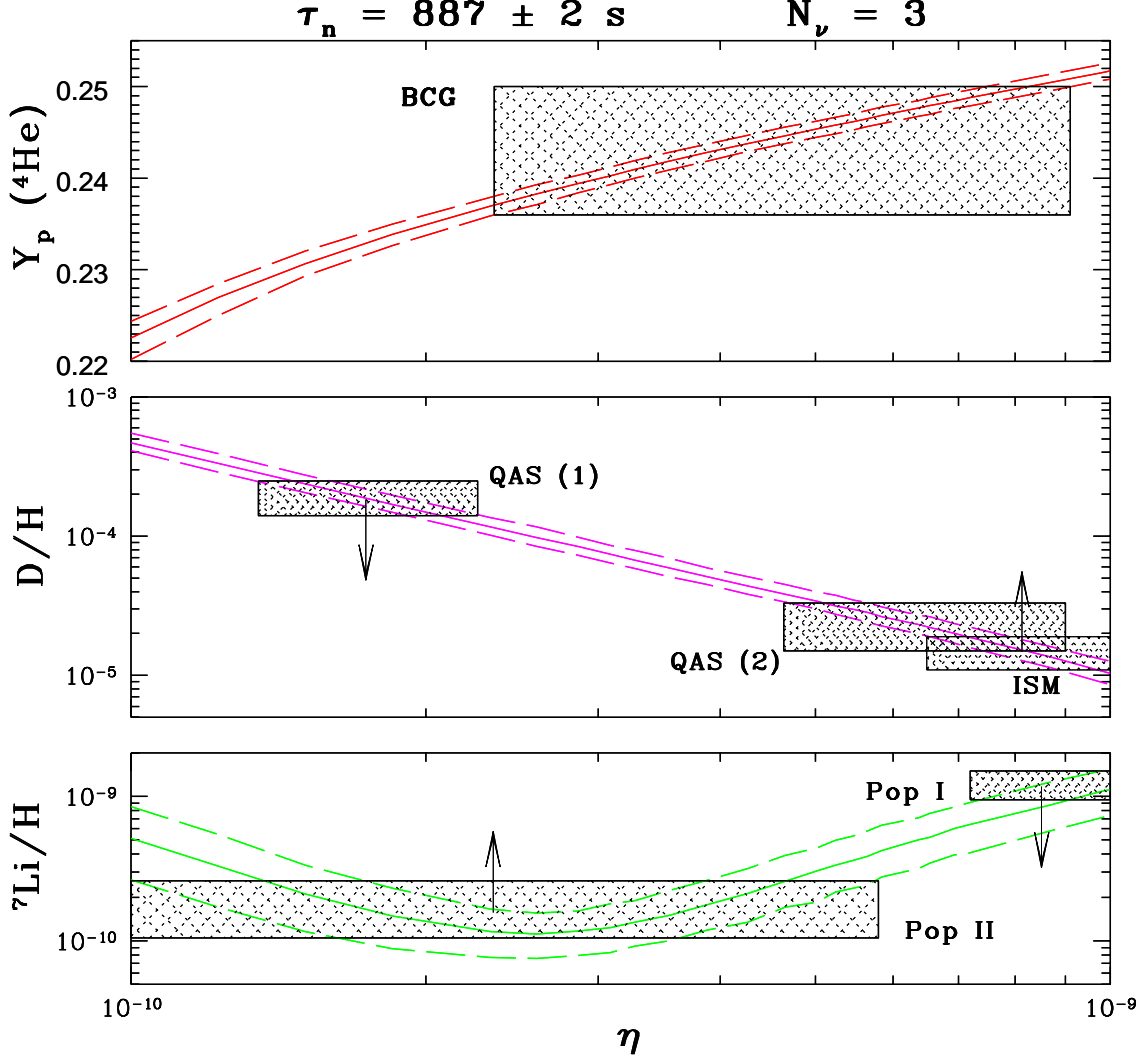 τₙ = 887 ± 2 s    N_ν = 3
Yₚ (⁴He)
0.25
0.24
0.23
0.22
BCG
D/H
10⁻³
10⁻⁴
10⁻⁵
QAS (1)
QAS (2)
ISM
⁷Li/H
10⁻⁹
10⁻¹⁰
Pop I
Pop II
10⁻¹⁰    10⁻⁹
η